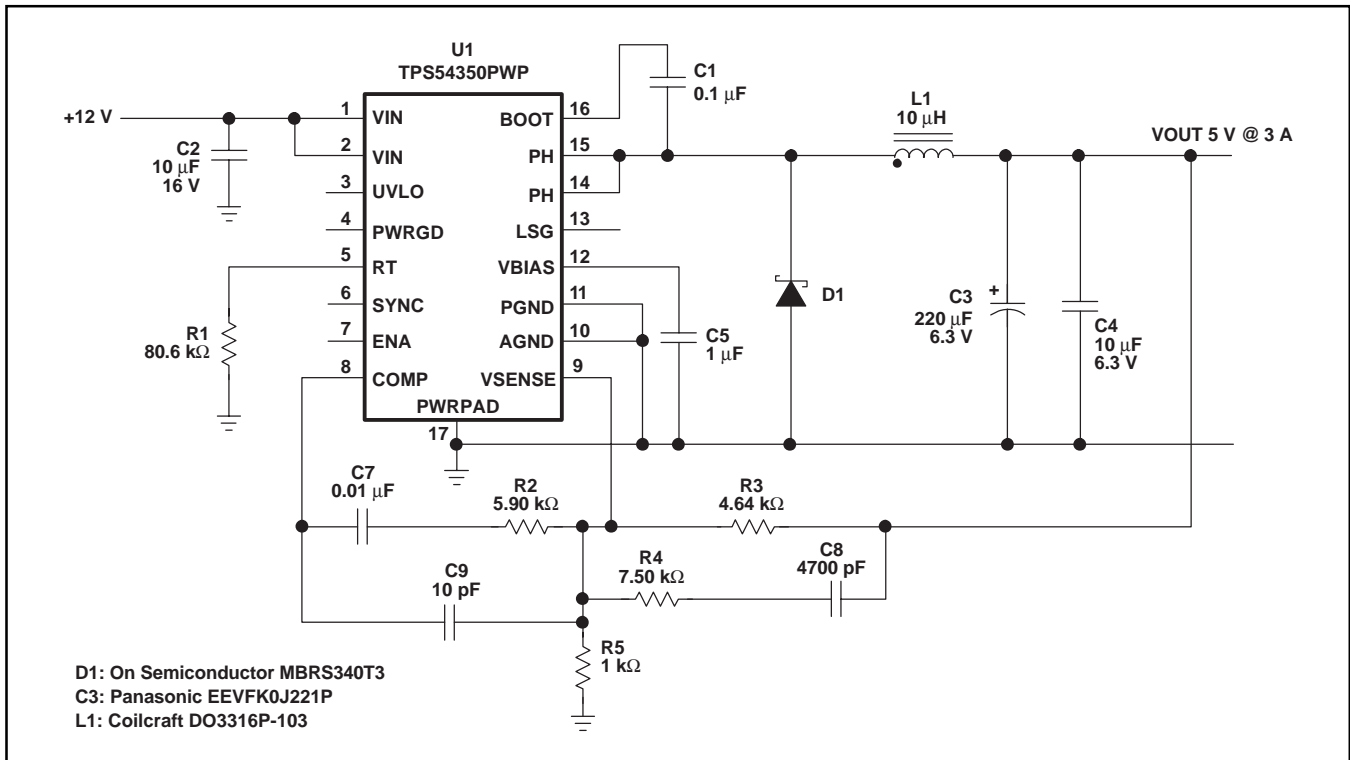 U1
TPS54350PWP
+12 V
C2
10 μF
16 V
1
VIN
2
VIN
3
UVLO
4
PWRGD
5
RT
6
SYNC
7
ENA
8
COMP
16
BOOT
15
PH
14
PH
13
LSG
12
VBIAS
11
PGND
10
AGND
9
VSENSE
PWRPAD
17
C1
0.1 μF
L1
10 μH
VOUT 5 V @ 3 A
R1
80.6 kΩ
C5
1 μF
D1
C3
+
220 μF
6.3 V
C4
10 μF
6.3 V
C7
0.01 μF
R2
5.90 kΩ
R3
4.64 kΩ
C9
10 pF
R4
7.50 kΩ
C8
4700 pF
R5
1 kΩ
D1: On Semiconductor MBRS340T3
C3: Panasonic EEVFK0J221P
L1: Coilcraft DO3316P-103